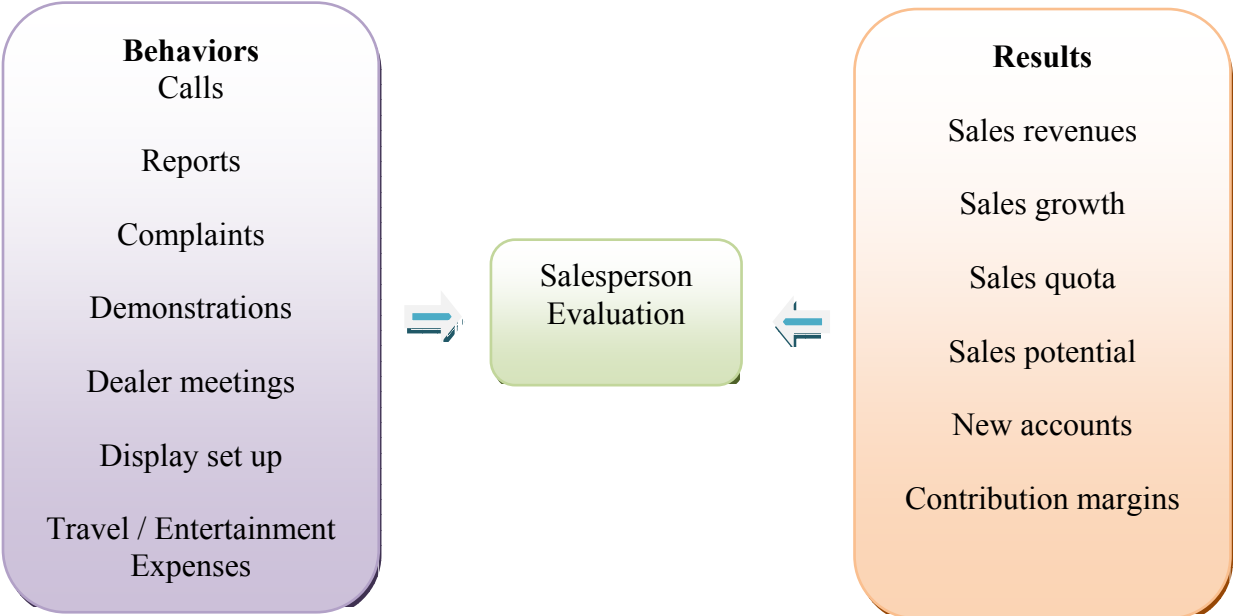 Behaviors
Calls
Reports
Complaints
Demonstrations
Dealer meetings
Display set up
Travel / Entertainment
Expenses
Salesperson
Evaluation
Results
Sales revenues
Sales growth
Sales quota
Sales potential
New accounts
Contribution margins